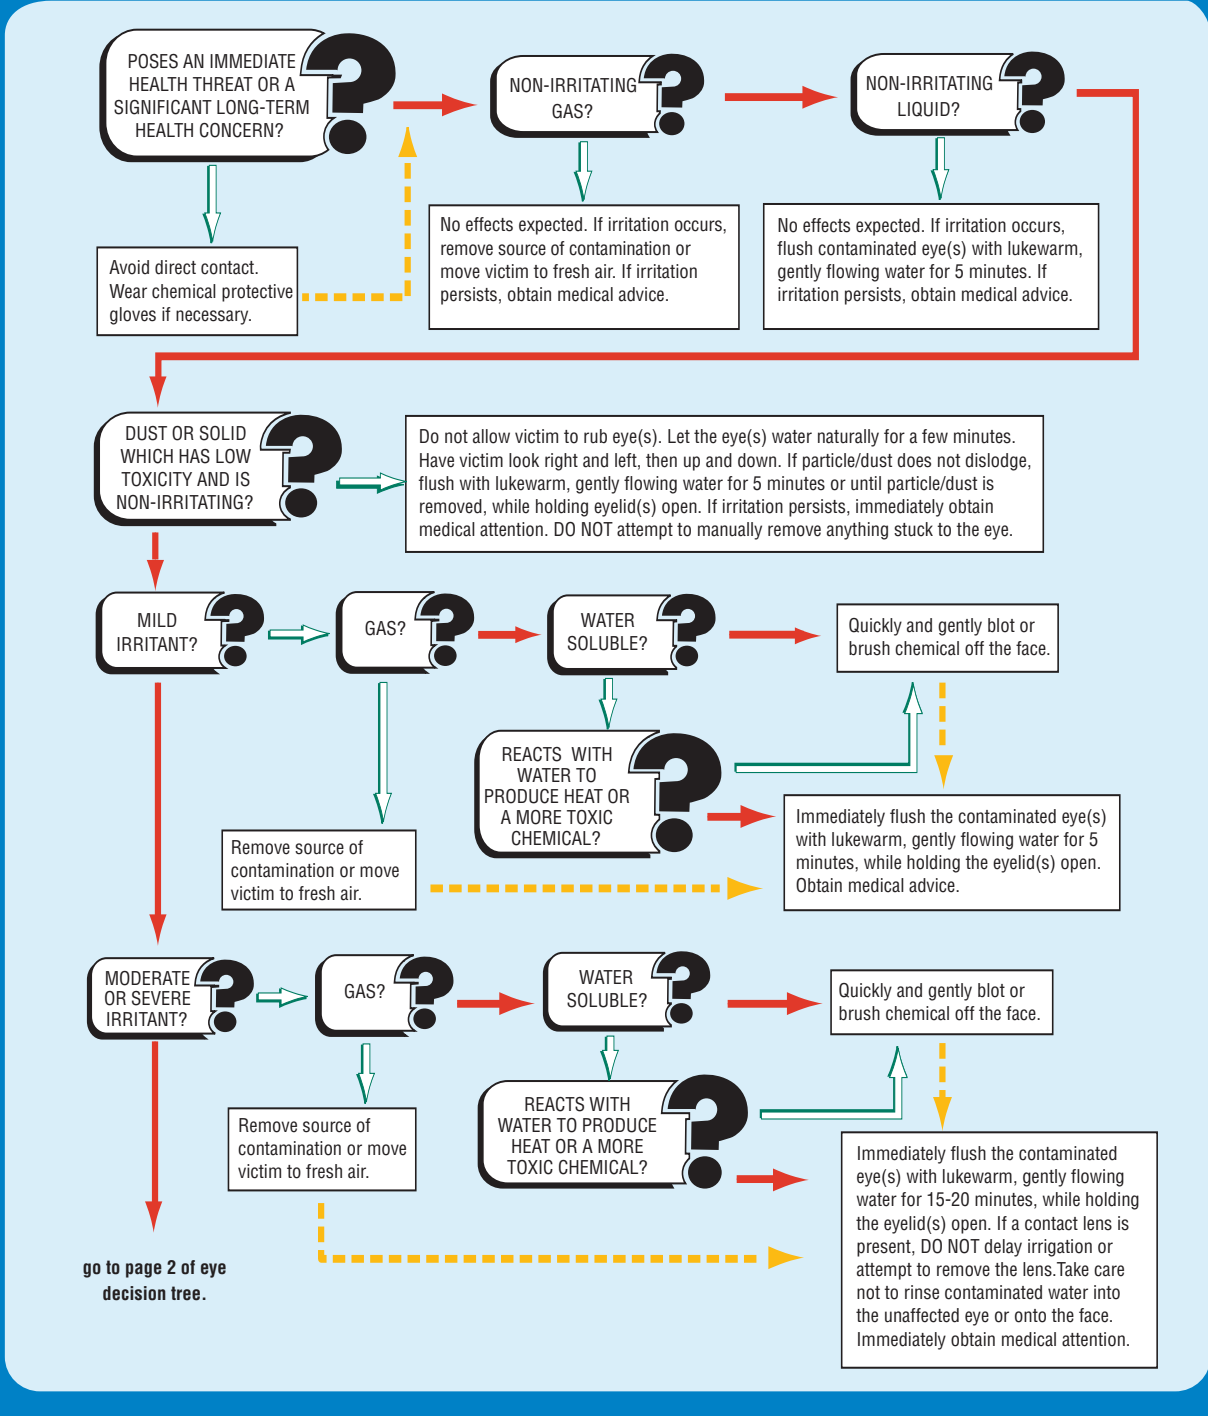 POSES AN IMMEDIATE
HEALTH THREAT OR A
SIGNIFICANT LONG-TERM
HEALTH CONCERN?
NON-IRRITATING
GAS?
NON-IRRITATING
LIQUID?
Avoid direct contact.
Wear chemical protective
gloves if necessary.
No effects expected. If irritation occurs,
remove source of contamination or
move victim to fresh air. If irritation
persists, obtain medical advice.
No effects expected. If irritation occurs,
flush contaminated eye(s) with lukewarm,
gently flowing water for 5 minutes. If
irritation persists, obtain medical advice.
DUST OR SOLID
WHICH HAS LOW
TOXICITY AND IS
NON-IRRITATING?
Do not allow victim to rub eye(s). Let the eye(s) water naturally for a few minutes.
Have victim look right and left, then up and down. If particle/dust does not dislodge,
flush with lukewarm, gently flowing water for 5 minutes or until particle/dust is
removed, while holding eyelid(s) open. If irritation persists, immediately obtain
medical attention. DO NOT attempt to manually remove anything stuck to the eye.
MILD
IRRITANT?
GAS?
WATER
SOLUBLE?
Quickly and gently blot or
brush chemical off the face.
REACTS WITH
WATER TO
PRODUCE HEAT OR
A MORE TOXIC
CHEMICAL?
Remove source of
contamination or move
victim to fresh air.
Immediately flush the contaminated eye(s)
with lukewarm, gently flowing water for 5
minutes, while holding the eyelid(s) open.
Obtain medical advice.
MODERATE
OR SEVERE
IRRITANT?
GAS?
WATER
SOLUBLE?
Quickly and gently blot or
brush chemical off the face.
REACTS WITH
WATER TO PRODUCE
HEAT OR A MORE
TOXIC CHEMICAL?
Remove source of
contamination or move
victim to fresh air.
Immediately flush the contaminated
eye(s) with lukewarm, gently flowing
water for 15-20 minutes, while holding
the eyelid(s) open. If a contact lens is
present, DO NOT delay irrigation or
attempt to remove the lens.Take care
not to rinse contaminated water into
the unaffected eye or onto the face.
Immediately obtain medical attention.
go to page 2 of eye
decision tree.